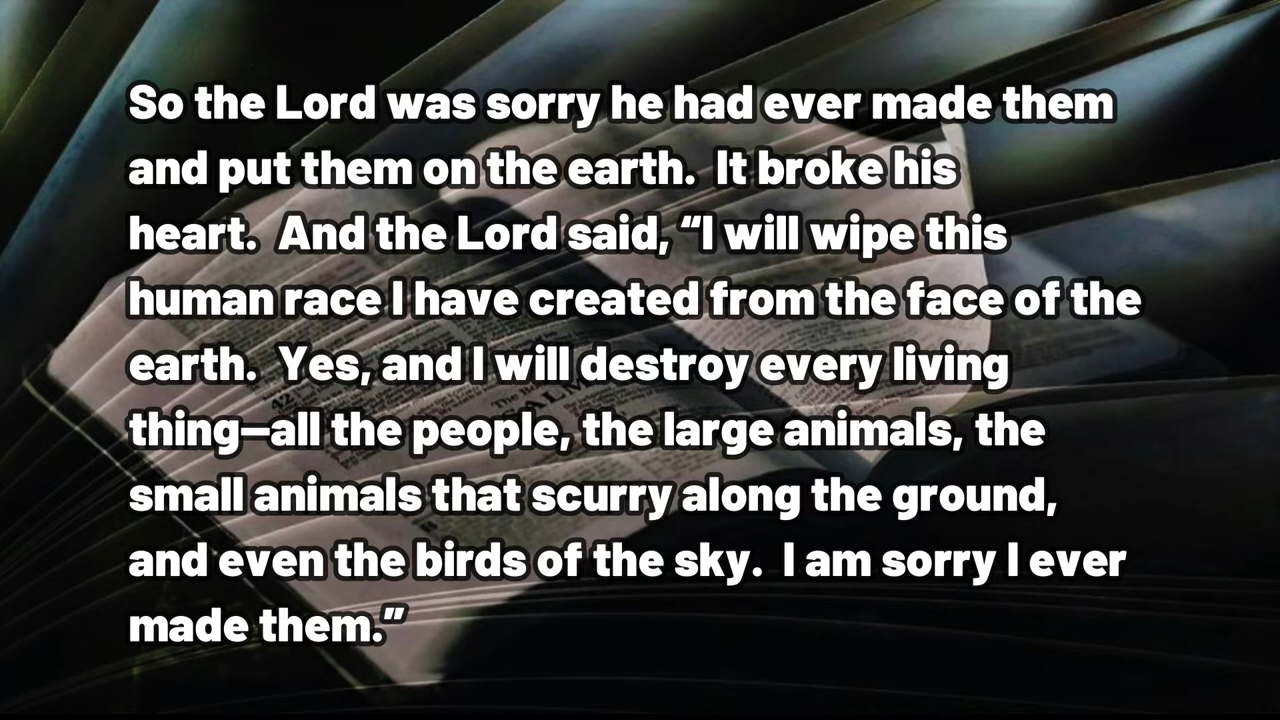 So the Lord was sorry he had ever made them
and put them on the earth.  It broke his
heart.  And the Lord said, “I will wipe this
human race I have created from the face of the
earth.  Yes, and I will destroy every living
thing—all the people, the large animals, the
small animals that scurry along the ground,
and even the birds of the sky.  I am sorry I ever
made them.”